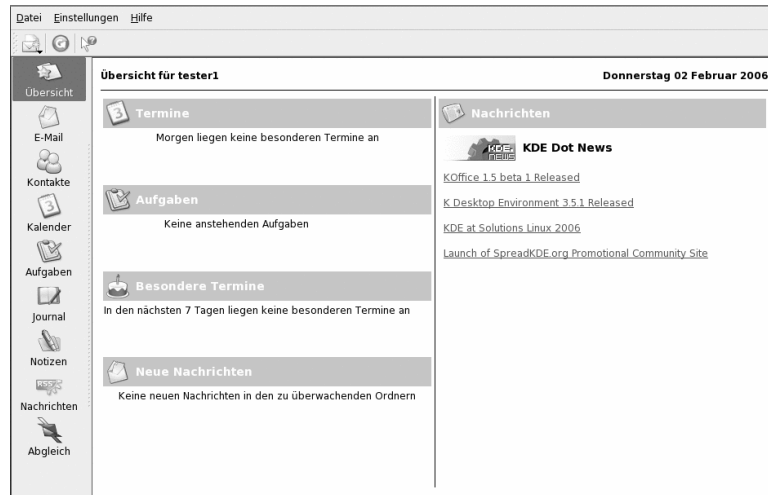 Datei Einstellungen Hilfe
Übersicht für tester1
Donnerstag 02 Februar 2006
Übersicht
E-Mail
Kontakte
Kalender
Aufgaben
Journal
Notizen
Nachrichten
Abgleich
Termine
Morgen liegen keine besonderen Termine an
Aufgaben
Keine anstehenden Aufgaben
Besondere Termine
In den nächsten 7 Tagen liegen keine besonderen Termine an
Neue Nachrichten
Keine neuen Nachrichten in den zu überwachenden Ordnern
Nachrichten
KDE Dot News
KOffice 1.5 beta 1 Released
K Desktop Environment 3.5.1 Released
KDE at Solutions Linux 2006
Launch of SpreadKDE.org Promotional Community Site